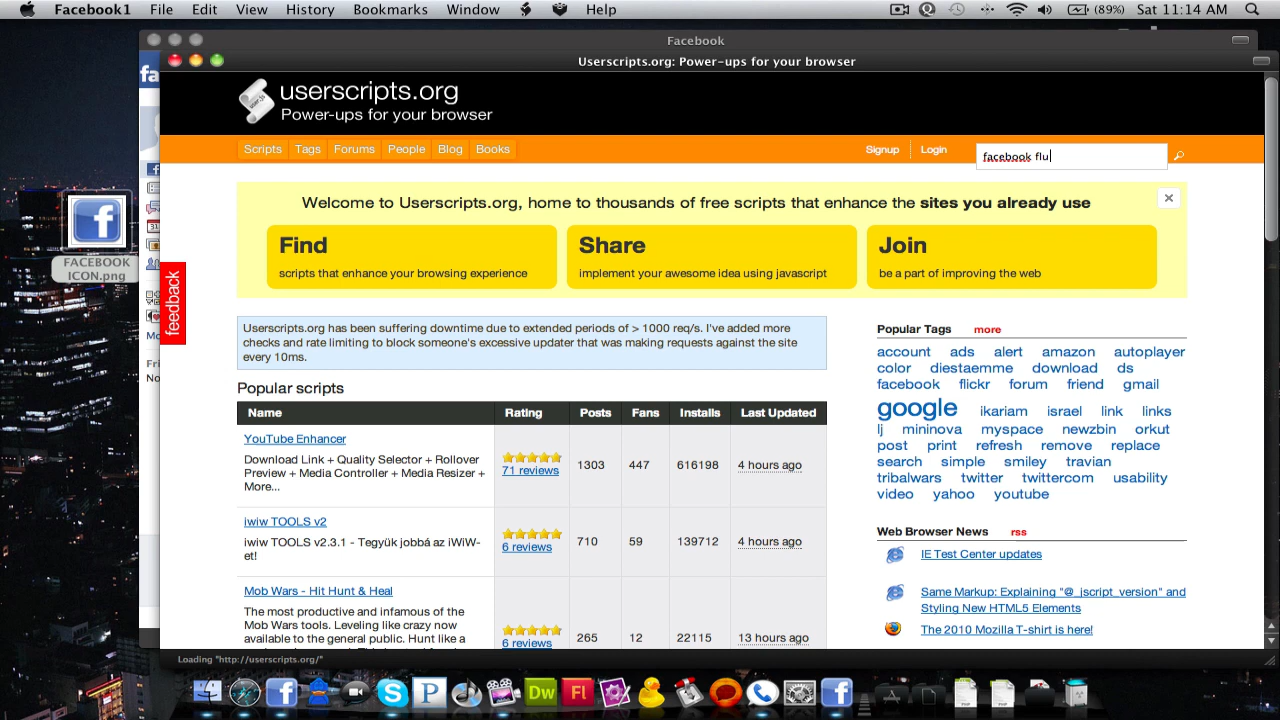 Facebook1 File Edit View History Bookmarks Window Help (89%) Sat 11:14 AM
Facebook
Userscripts.org: Power-ups for your browser
fa
userscripts.org
Power-ups for your browser
Scripts Tags Forums People Blog Books Signup Login facebook flu
Welcome to Userscripts.org, home to thousands of free scripts that enhance the sites you already use
Find
scripts that enhance your browsing experience
Share
implement your awesome idea using javascript
Join
be a part of improving the web
FACEBOOK
ICON.png
feedback
Mo
Fri
No
Userscripts.org has been suffering downtime due to extended periods of > 1000 req/s. I've added more
checks and rate limiting to block someone's excessive updater that was making requests against the site
every 10ms.
Popular scripts
Name Rating Posts Fans Installs Last Updated
YouTube Enhancer
Download Link + Quality Selector + Rollover
Preview + Media Controller + Media Resizer +
More...
71 reviews 1303 447 616198 4 hours ago
iwiw TOOLS v2
iwiw TOOLS v2.3.1 - Tegyük jobbá az iWiW-
et!
6 reviews 710 59 139712 4 hours ago
Mob Wars - Hit Hunt & Heal
The most productive and infamous of the
Mob Wars tools. Leveling like crazy now
available to the general public. Hunt like a
6 reviews 265 12 22115 13 hours ago
Popular Tags more
account ads alert amazon autoplayer
color diestaemme download ds
facebook flickr forum friend gmail
google ikariam israel link links
lj mininova myspace newzbin orkut
post print refresh remove replace
search simple smiley travian
tribalwars twitter twittercom usability
video yahoo youtube
Web Browser News rss
IE Test Center updates
Same Markup: Explaining "@_jscript_version" and
Styling New HTML5 Elements
The 2010 Mozilla T-shirt is here!
Loading "http://userscripts.org/"
Dw Fl